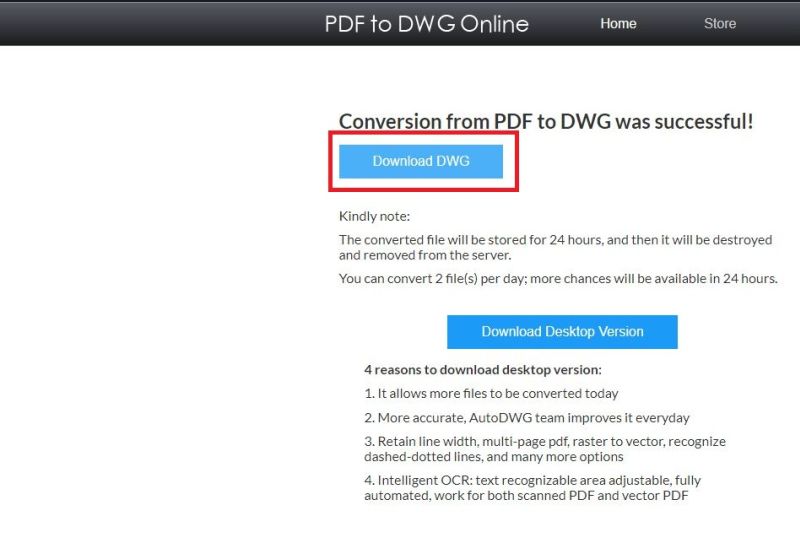 PDF to DWG Online Home Store
Conversion from PDF to DWG was successful!
Download DWG
Kindly note:
The converted file will be stored for 24 hours, and then it will be destroyed
and removed from the server.
You can convert 2 file(s) per day; more chances will be available in 24 hours.
Download Desktop Version
4 reasons to download desktop version:
1. It allows more files to be converted today
2. More accurate, AutoDWG team improves it everyday
3. Retain line width, multi-page pdf, raster to vector, recognize
dashed-dotted lines, and many more options
4. Intelligent OCR: text recognizable area adjustable, fully
automated, work for both scanned PDF and vector PDF